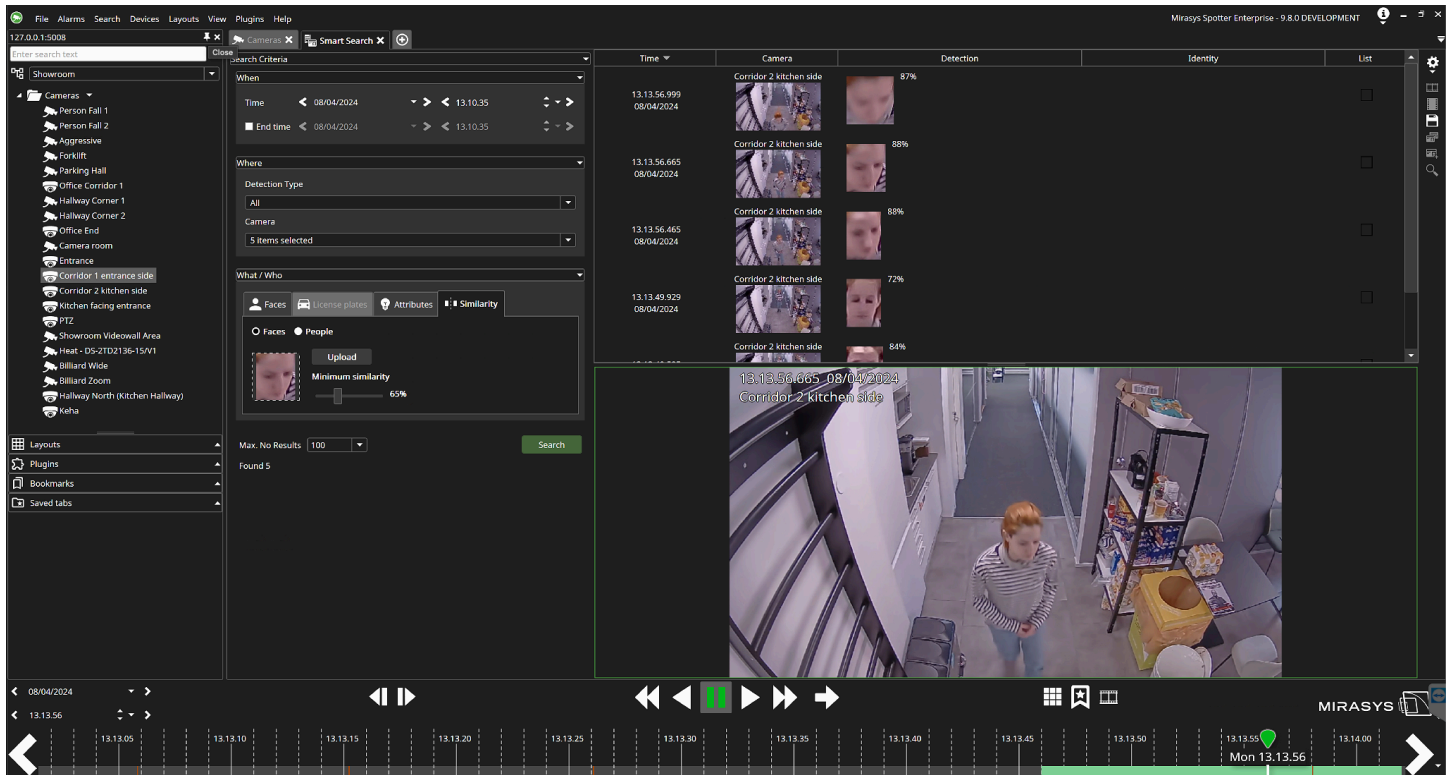 File Alarms Search Devices Layouts View Plugins Help
Mirasys Spotter Enterprise - 9.8.0 DEVELOPMENT
127.0.0.1:5008
Enter search text
Close
Showroom
Cameras
Person Fall 1
Person Fall 2
Aggressive
Forklift
Parking Hall
Office Corridor 1
Hallway Corner 1
Hallway Corner 2
Office End
Camera room
Entrance
Corridor 1 entrance side
Corridor 2 kitchen side
Kitchen facing entrance
PTZ
Showroom Videowall Area
Heat - DS-2TD2136-15/V1
Billiard Wide
Billiard Zoom
Hallway North (Kitchen Hallway)
Keha
Layouts
Plugins
Bookmarks
Saved tabs
Cameras
Smart Search
Search Criteria
When
Time 08/04/2024 13.10.35
End time 08/04/2024 13.10.35
Where
Detection Type
All
Camera
5 items selected
What / Who
Faces License plates Attributes Similarity
Faces People
Upload
Minimum similarity
65%
Max. No Results 100 Search
Found 5
Time Camera Detection Identity List
Corridor 2 kitchen side 87%
13.13.56.999
08/04/2024
Corridor 2 kitchen side 88%
13.13.56.665
08/04/2024
Corridor 2 kitchen side 88%
13.13.56.465
08/04/2024
Corridor 2 kitchen side 72%
13.13.49.929
08/04/2024
Corridor 2 kitchen side 84%
13.13.56.665 08/04/2024
Corridor 2 kitchen side
08/04/2024
13.13.56
MIRASYS
13.13.05 13.13.10 13.13.15 13.13.20 13.13.25 13.13.30 13.13.35 13.13.40 13.13.45 13.13.50 13.13.55 13.14.00
Mon 13.13.56